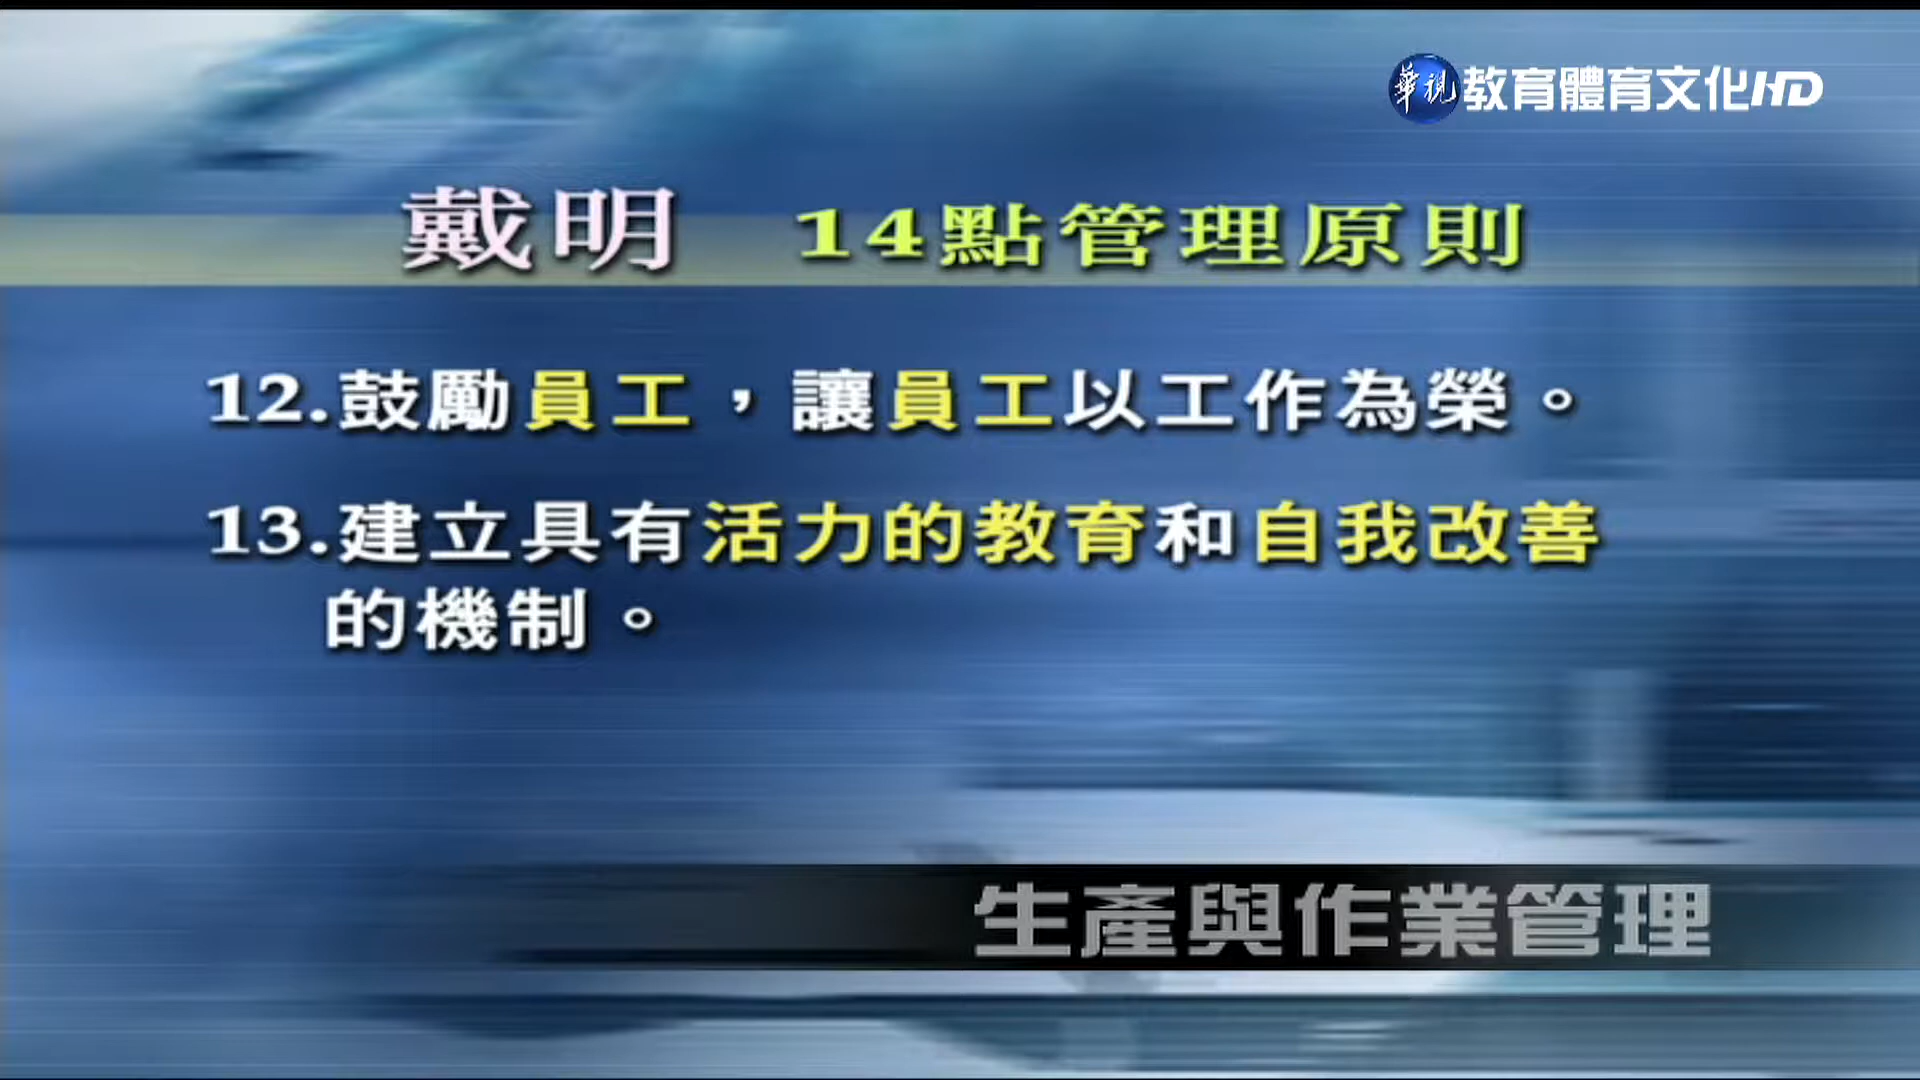 華視 教育體育文化HD
戴明 14點管理原則
12.鼓勵員工，讓員工以工作為榮。
13.建立具有活力的教育和自我改善
的機制。
生產與作業管理